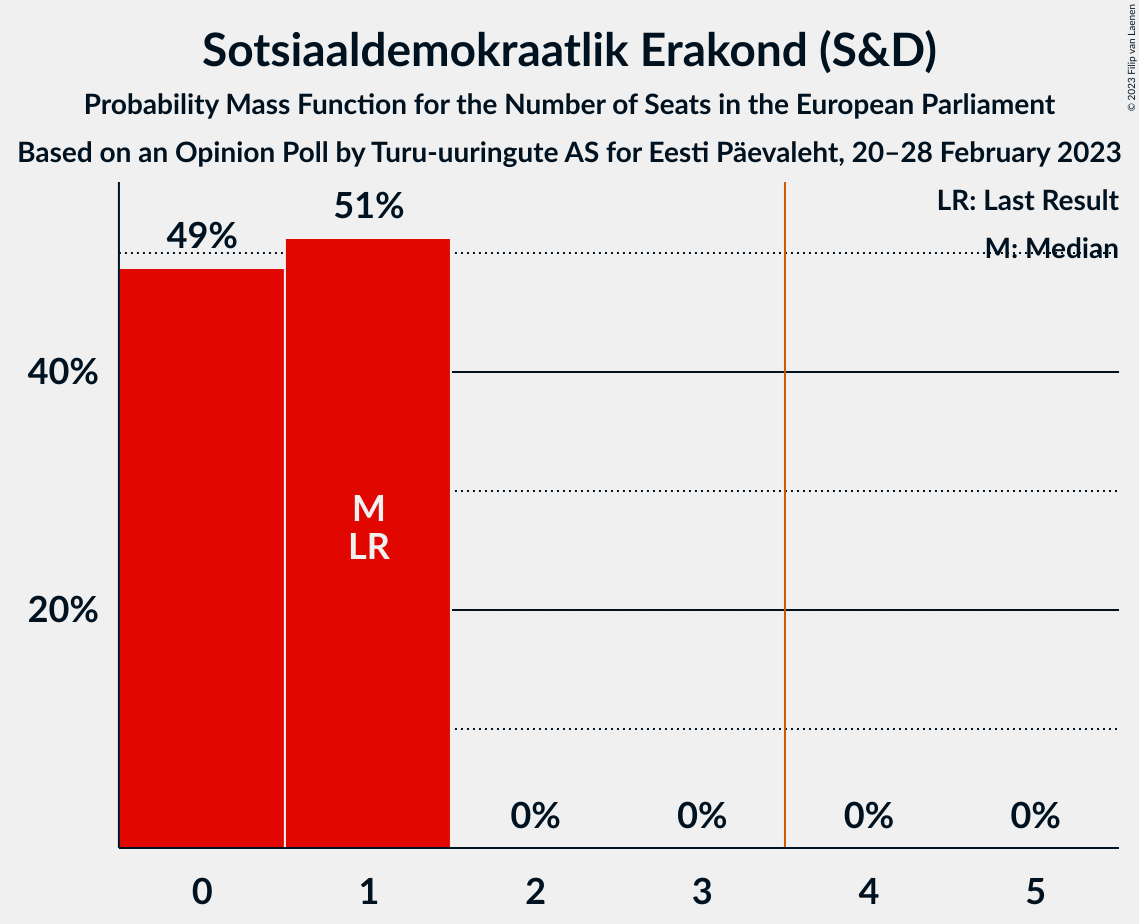 Sotsiaaldemokraatlik Erakond (S&D)
Probability Mass Function for the Number of Seats in the European Parliament
Based on an Opinion Poll by Turu-uuringute AS for Eesti Päevaleht, 20–28 February 2023
© 2023 Filip van Laenen
LR: Last Result
M: Median
49%
51%
40%
20%
M
LR
0%
0%
0%
0%
0
1
2
3
4
5